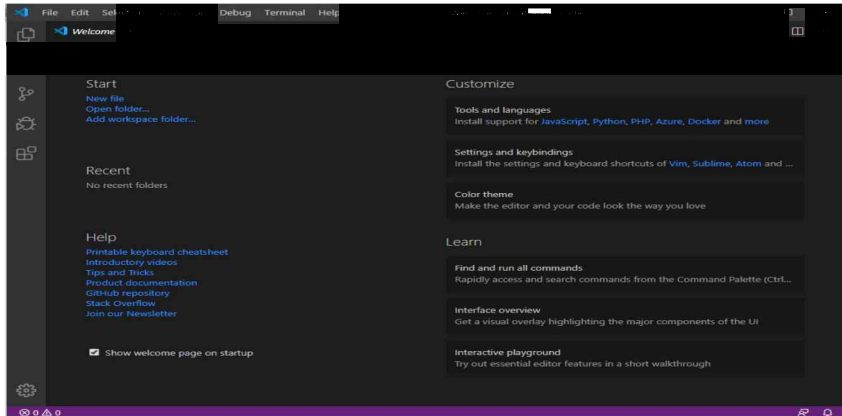 File Edit Sel Debug Terminal Help
Welcome
Start
New file
Open folder...
Add workspace folder...
Recent
No recent folders
Help
Printable keyboard cheatsheet
Introductory videos
Tips and Tricks
Product documentation
GitHub repository
Stack Overflow
Join our Newsletter
Show welcome page on startup
Customize
Tools and languages
Install support for JavaScript, Python, PHP, Azure, Docker and more
Settings and keybindings
Install the settings and keyboard shortcuts of Vim, Sublime, Atom and ...
Color theme
Make the editor and your code look the way you love
Learn
Find and run all commands
Rapidly access and search commands from the Command Palette (Ctrl...
Interface overview
Get a visual overlay highlighting the major components of the UI
Interactive playground
Try out essential editor features in a short walkthrough
0 0